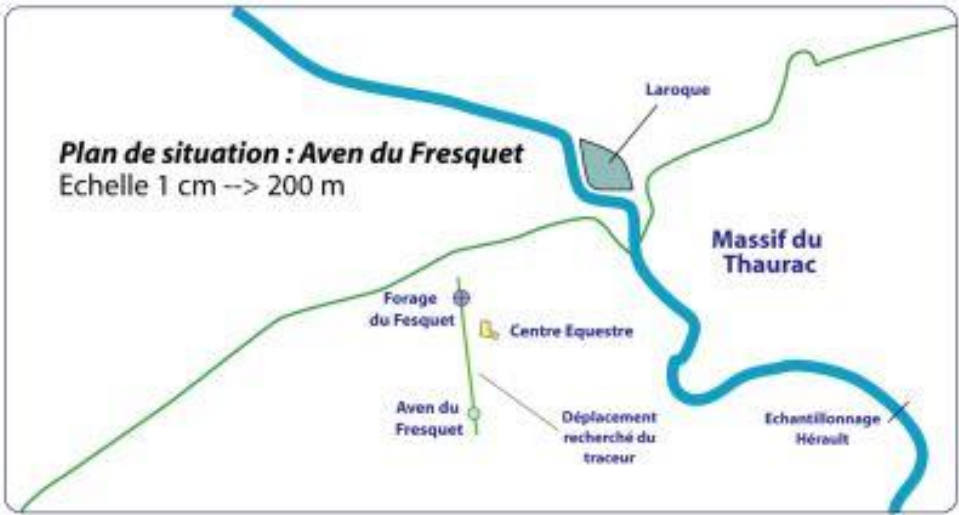 Plan de situation : Aven du Fresquet
Echelle 1 cm --> 200 m
Laroque
Massif du
Thaurac
Forage
du Fesquet
Centre Equestre
Aven du
Fresquet
Déplacement
recherché du
traceur
Echantillonnage
Hérault